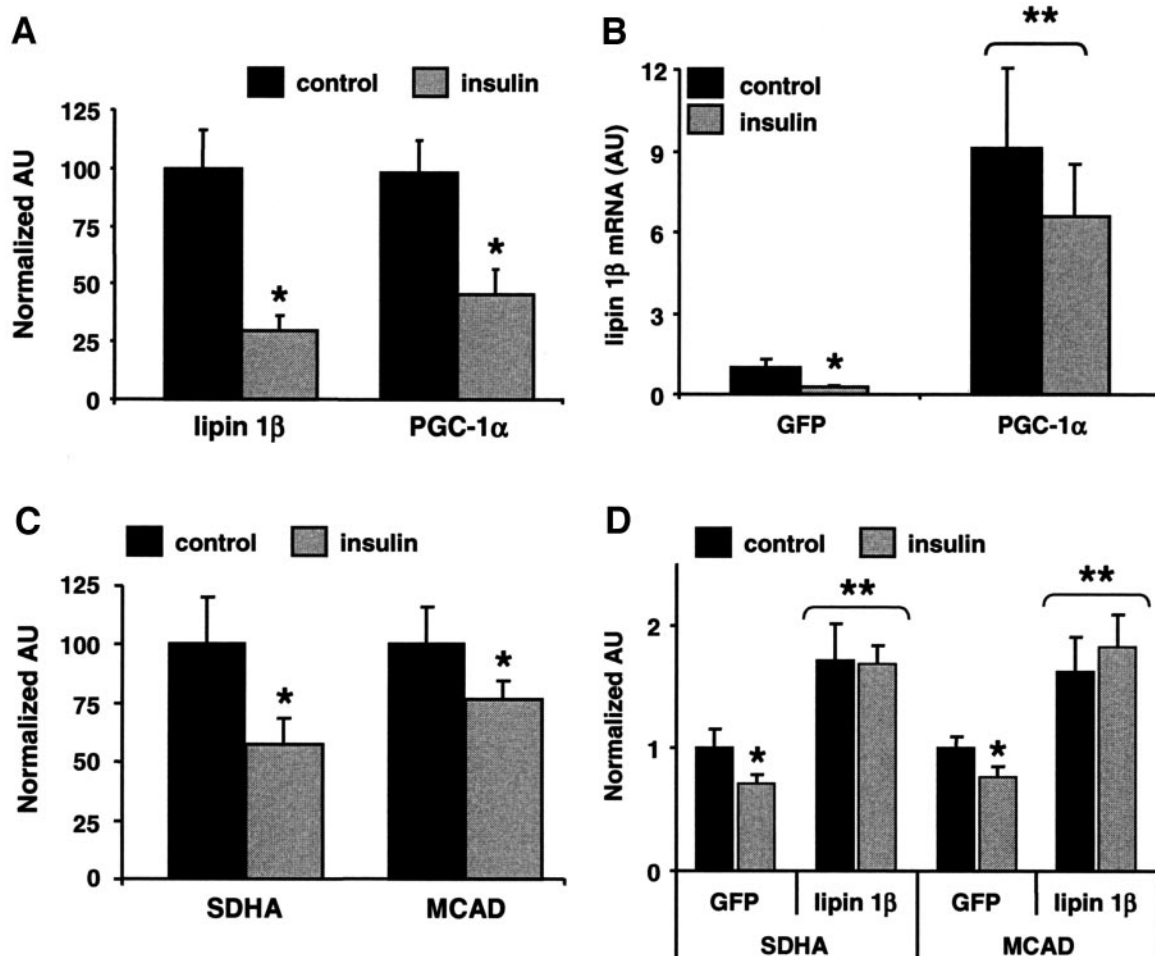 A
control insulin
Normalized AU
125
100
75
50
25
0
*
*
lipin 1β PGC-1α
B
**
control
insulin
lipin 1β mRNA (AU)
12
9
6
3
0
*
GFP PGC-1α
C
control insulin
Normalized AU
125
100
75
50
25
0
*
*
SDHA MCAD
D
control insulin
Normalized AU
2
1
0
** **
* *
GFP lipin 1β GFP lipin 1β
SDHA MCAD